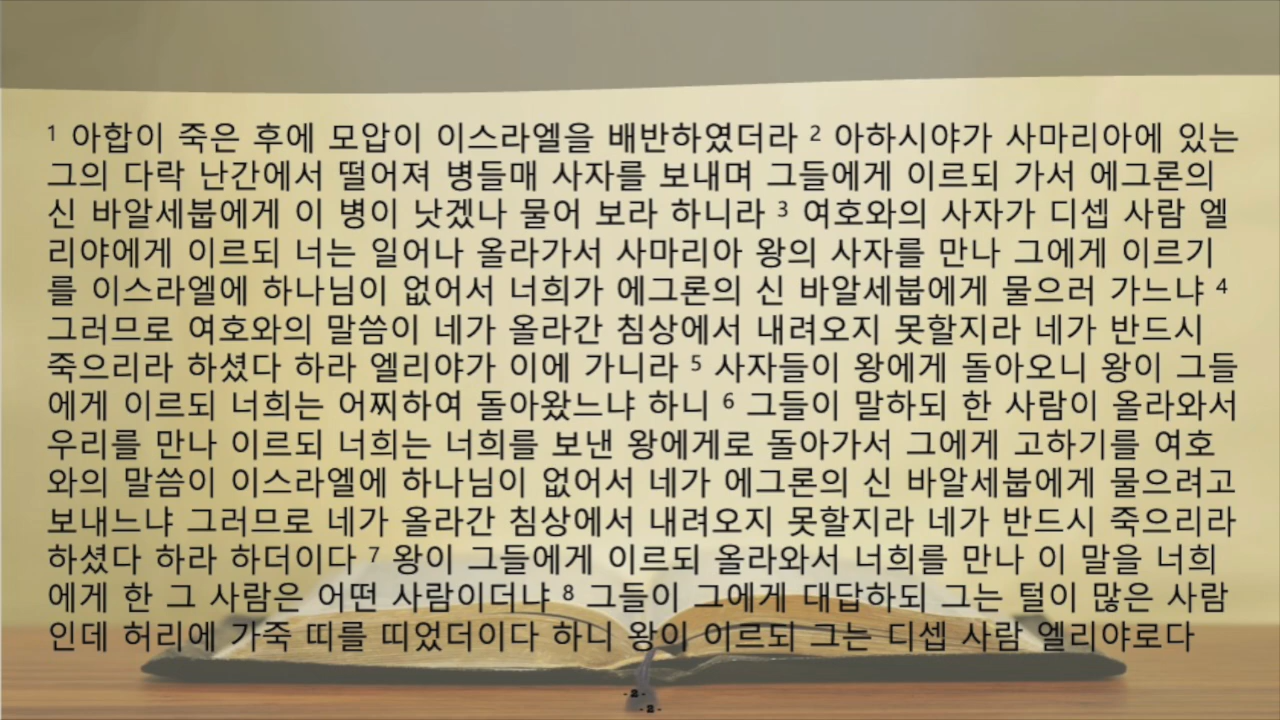 1 아합이 죽은 후에 모압이 이스라엘을 배반하였더라 2 아하시야가 사마리아에 있는
그의 다락 난간에서 떨어져 병들매 사자를 보내며 그들에게 이르되 가서 에그론의
신 바알세붑에게 이 병이 낫겠나 물어 보라 하니라 3 여호와의 사자가 디셉 사람 엘
리야에게 이르되 너는 일어나 올라가서 사마리아 왕의 사자를 만나 그에게 이르기
를 이스라엘에 하나님이 없어서 너희가 에그론의 신 바알세붑에게 물으러 가느냐 4
그러므로 여호와의 말씀이 네가 올라간 침상에서 내려오지 못할지라 네가 반드시
죽으리라 하셨다 하라 엘리야가 이에 가니라 5 사자들이 왕에게 돌아오니 왕이 그들
에게 이르되 너희는 어찌하여 돌아왔느냐 하니 6 그들이 말하되 한 사람이 올라와서
우리를 만나 이르되 너희는 너희를 보낸 왕에게로 돌아가서 그에게 고하기를 여호
와의 말씀이 이스라엘에 하나님이 없어서 네가 에그론의 신 바알세붑에게 물으려고
보내느냐 그러므로 네가 올라간 침상에서 내려오지 못할지라 네가 반드시 죽으리라
하셨다 하라 하더이다 7 왕이 그들에게 이르되 올라와서 너희를 만나 이 말을 너희
에게 한 그 사람은 어떤 사람이더냐 8 그들이 그에게 대답하되 그는 털이 많은 사람
인데 허리에 가죽 띠를 띠었더이다 하니 왕이 이르되 그는 디셉 사람 엘리야로다
- 2 -
- 2 -